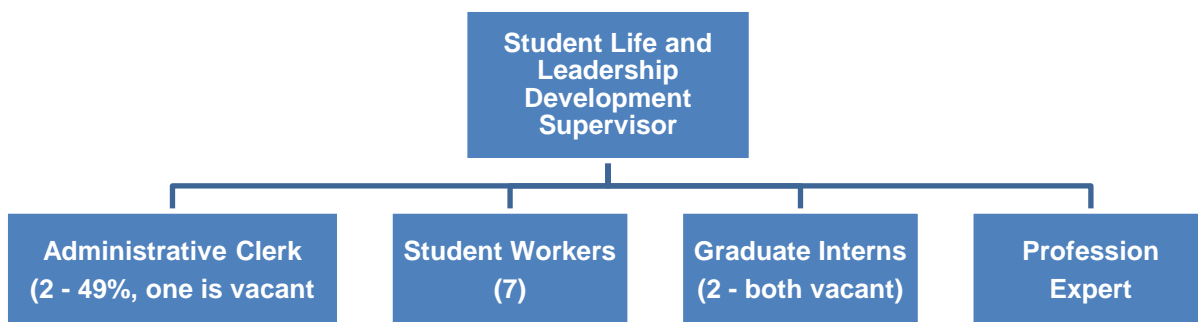 Student Life and
Leadership
Development
Supervisor
Administrative Clerk
(2 - 49%, one is vacant
Student Workers
(7)
Graduate Interns
(2 - both vacant)
Profession
Expert